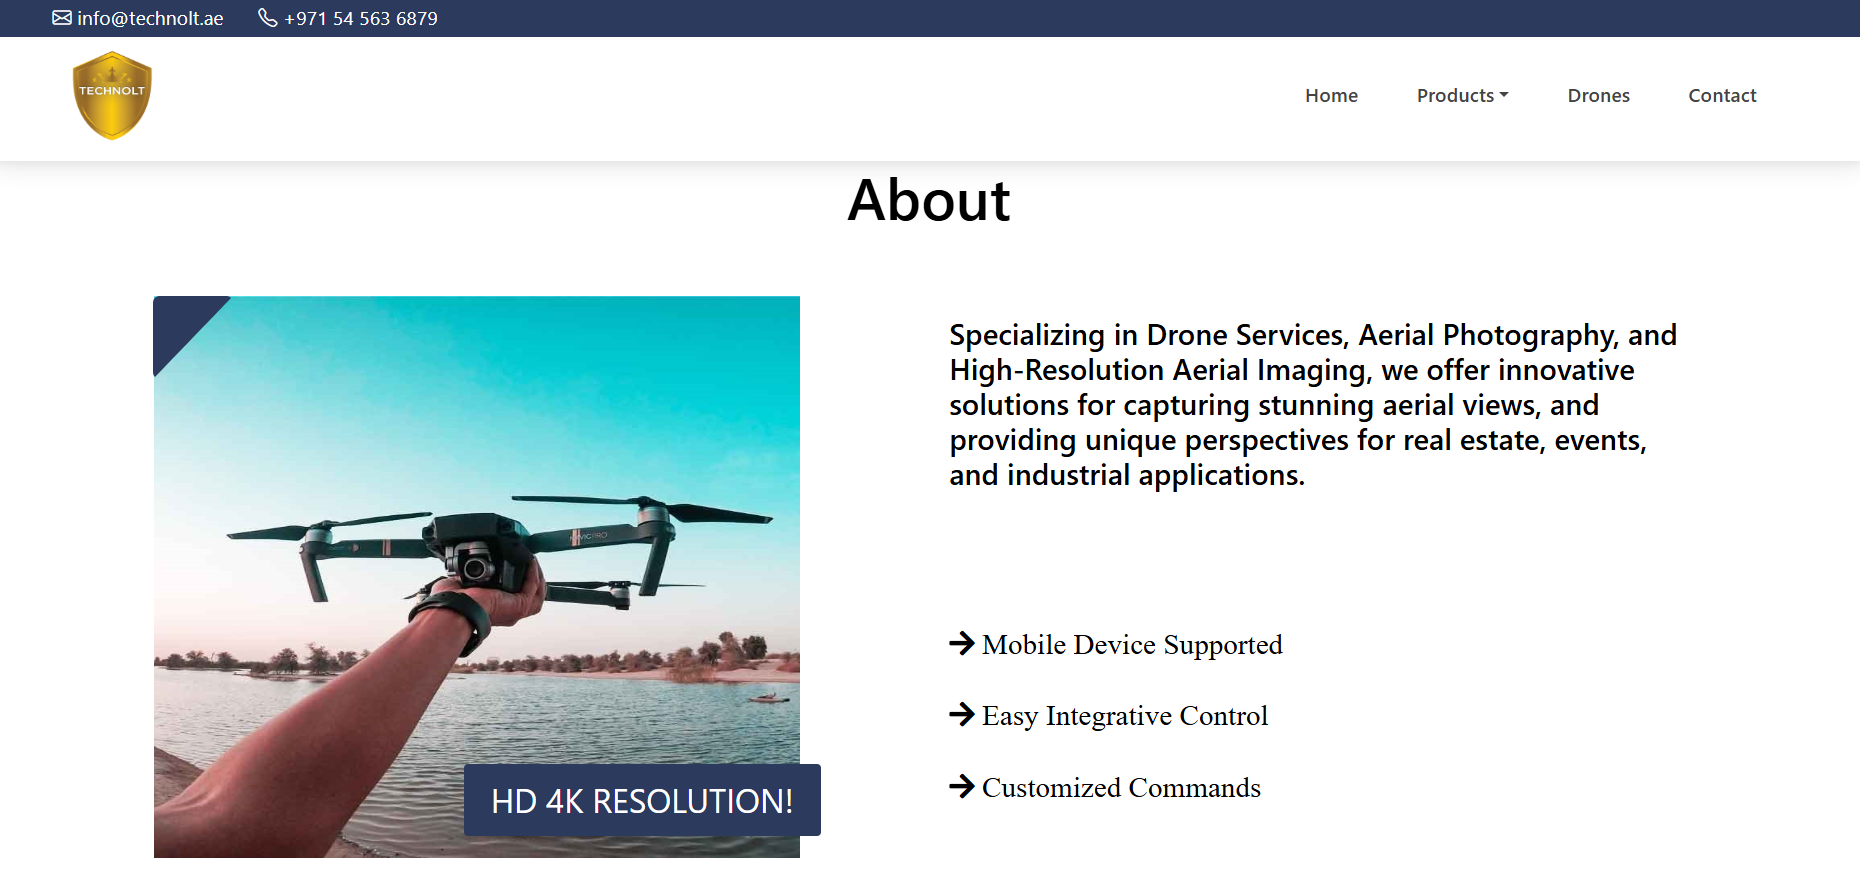 info@technolt.ae +971 54 563 6879
TECHNOLT
Home Products Drones Contact
About
Specializing in Drone Services, Aerial Photography, and
High-Resolution Aerial Imaging, we offer innovative
solutions for capturing stunning aerial views, and
providing unique perspectives for real estate, events,
and industrial applications.
Mobile Device Supported
Easy Integrative Control
Customized Commands
HD 4K RESOLUTION!